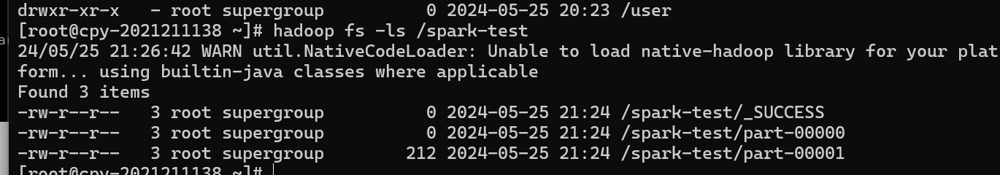 drwxr-xr-x   - root supergroup          0 2024-05-25 20:23 /user
[root@cpy-2021211138 ~]# hadoop fs -ls /spark-test
24/05/25 21:26:42 WARN util.NativeCodeLoader: Unable to load native-hadoop library for your plat
form... using builtin-java classes where applicable
Found 3 items
-rw-r--r--   3 root supergroup          0 2024-05-25 21:24 /spark-test/_SUCCESS
-rw-r--r--   3 root supergroup          0 2024-05-25 21:24 /spark-test/part-00000
-rw-r--r--   3 root supergroup        212 2024-05-25 21:24 /spark-test/part-00001
[root@cpy-2021211138 ~]#